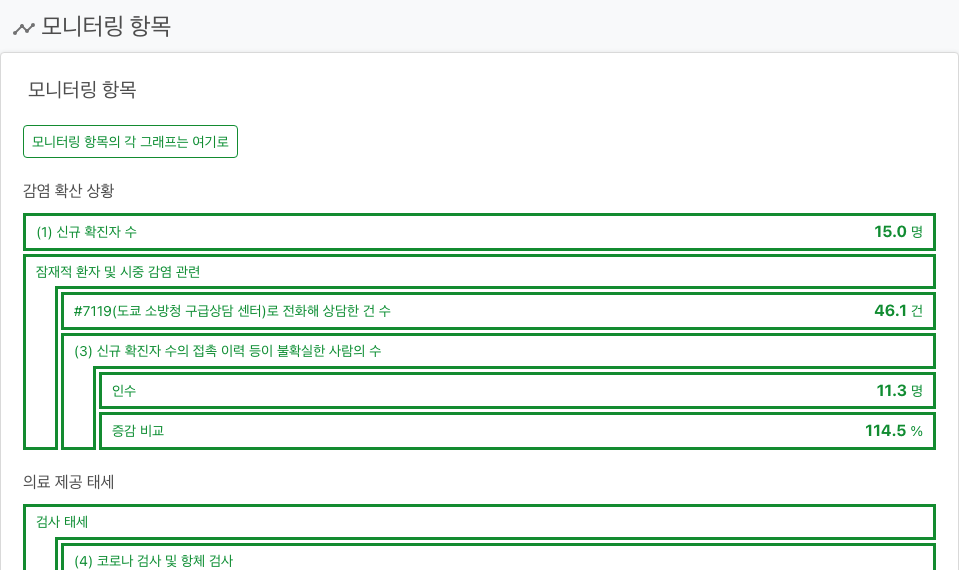 모니터링 항목
모니터링 항목
모니터링 항목의 각 그래프는 여기로
감염 확산 상황
(1) 신규 확진자 수 15.0 명
잠재적 환자 및 시중 감염 관련
#7119(도쿄 소방청 구급상담 센터)로 전화해 상담한 건 수 46.1 건
(3) 신규 확진자 수의 접촉 이력 등이 불확실한 사람의 수
인수 11.3 명
증감 비교 114.5 %
의료 제공 태세
검사 태세
(4) 코로나 검사 및 항체 검사